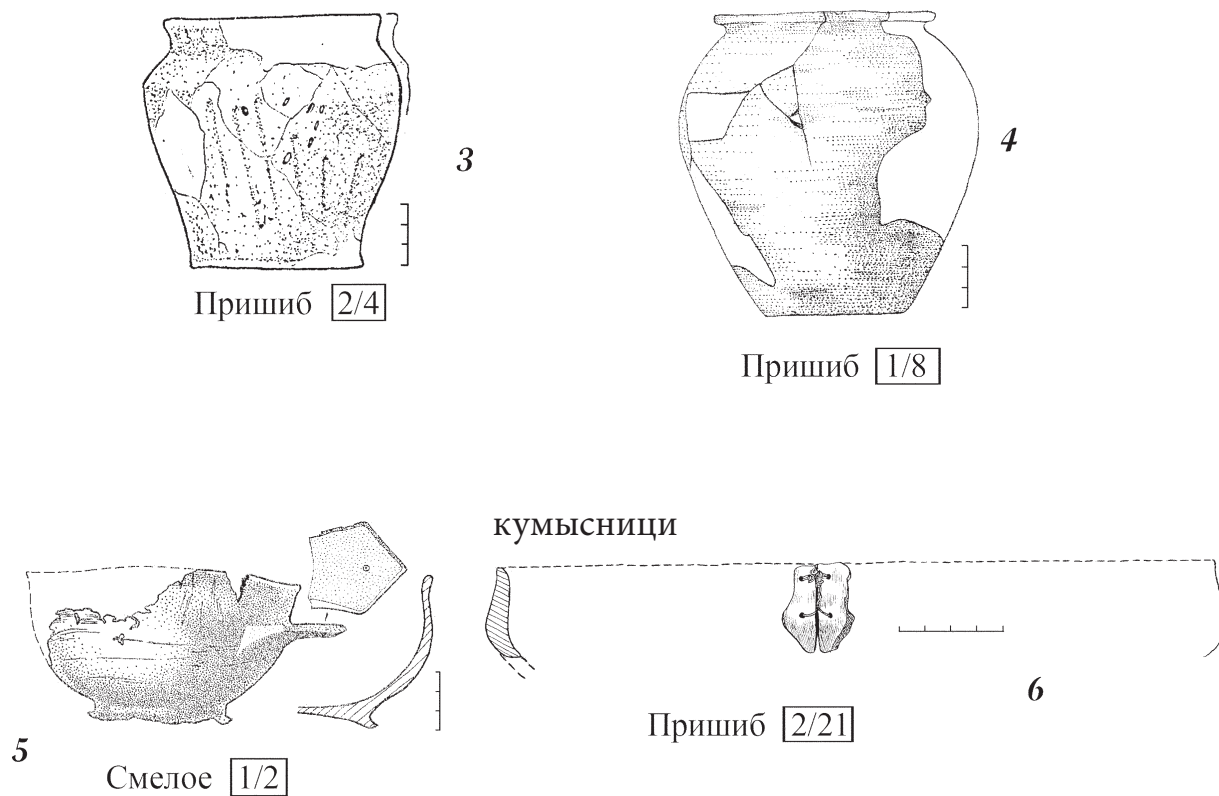 3
Пришиб 2/4
4
Пришиб 1/8
кумысници
5
Смелое 1/2
6
Пришиб 2/21